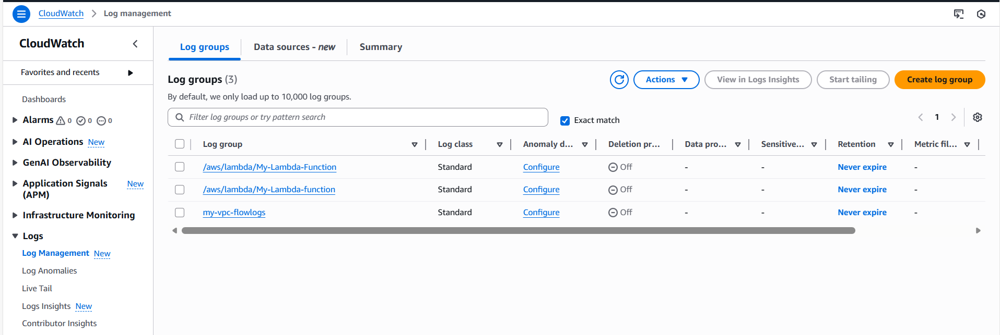 CloudWatch > Log management
CloudWatch
Favorites and recents
Dashboards
Alarms 0 0 0
AI Operations New
GenAI Observability
Application Signals (APM) New
Infrastructure Monitoring
Logs
Log Management New
Log Anomalies
Live Tail
Logs Insights New
Contributor Insights
Log groups Data sources - new Summary
Log groups (3)
Actions View in Logs Insights Start tailing Create log group
By default, we only load up to 10,000 log groups.
Filter log groups or try pattern search
Exact match
1
Log group Log class Anomaly d... Deletion pr... Data pro... Sensitive... Retention Metric fil...
/aws/lambda/My-Lambda-Function Standard Configure Off - - Never expire -
/aws/lambda/My-Lambda-function Standard Configure Off - - Never expire -
my-vpc-flowlogs Standard Configure Off - - Never expire -